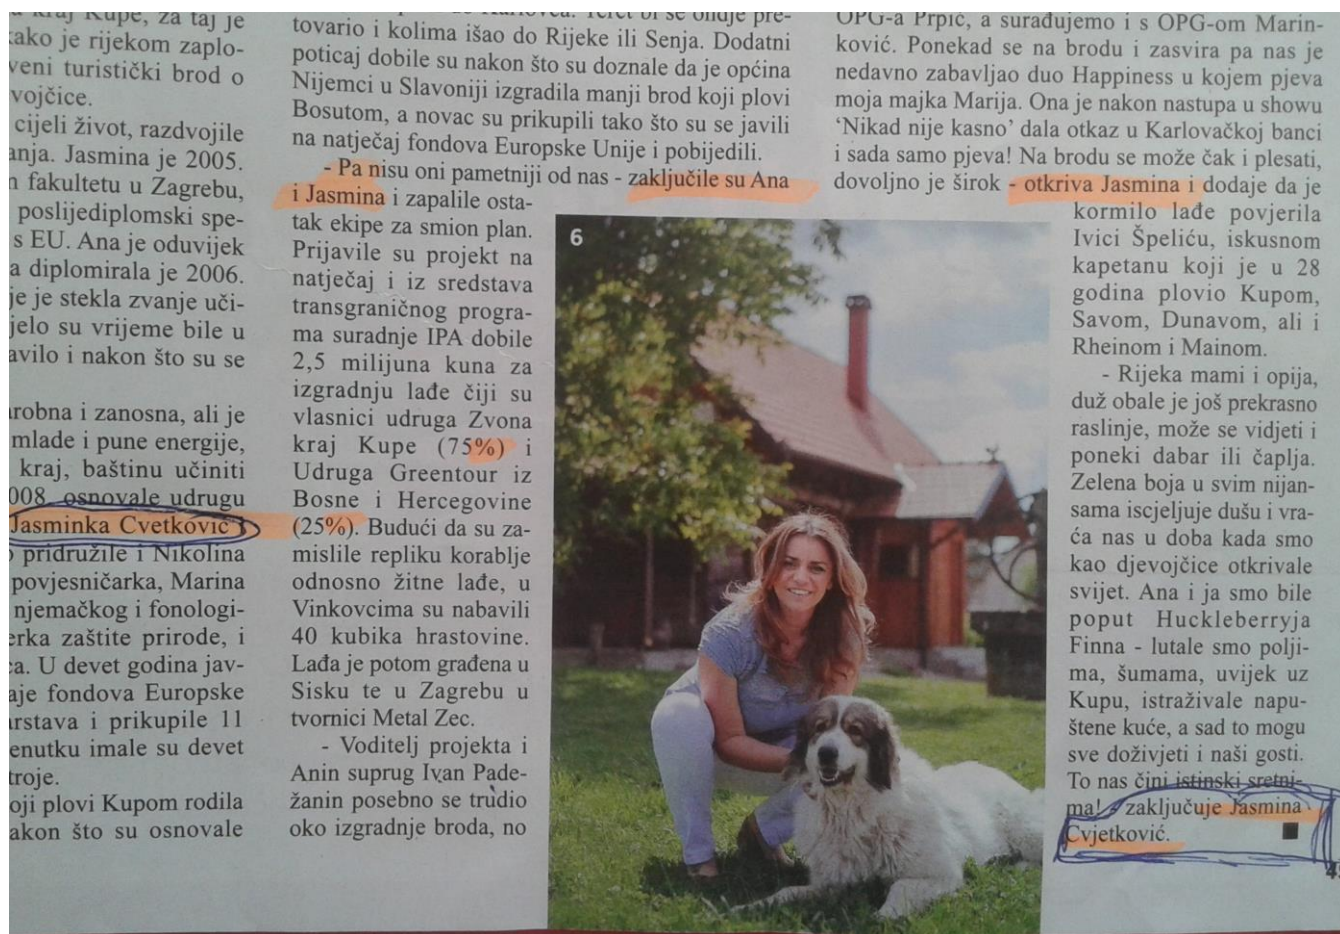 kraj Kupe, za taj je
kako je rijekom zaplo-
veni turistički brod o
vojčice.
cijeli život, razdvojile
anja. Jasmina je 2005.
fakultetu u Zagrebu,
poslijediplomski spe-
s EU. Ana je oduvijek
a diplomirala je 2006.
je je stekla zvanje uči-
jelo su vrijeme bile u
avilo i nakon što su se
robna i zanosna, ali je
mlade i pune energije,
kraj, baštinu učiniti
008. osnovale udrugu
Jasminka Cvetković
pridružile i Nikolina
povjesničarka, Marina
njemačkog i fonologi-
erka zaštite prirode, i
ca. U devet godina jav-
aje fondova Europske
arstava i prikupile 11
enutku imale su devet
troje.
oji plovi Kupom rodila
akon što su osnovale
tovario i kolima išao do Rijeke ili Senja. Dodatni
poticaj dobile su nakon što su doznale da je općina
Nijemci u Slavoniji izgradila manji brod koji plovi
Bosutom, a novac su prikupili tako što su se javili
na natječaj fondova Europske Unije i pobijedili.
- Pa nisu oni pametniji od nas - zaključile su Ana
i Jasmina i zapalile osta-
tak ekipe za smion plan.
Prijavile su projekt na
natječaj i iz sredstava
transgraničnog progra-
ma suradnje IPA dobile
2,5 milijuna kuna za
izgradnju lađe čiji su
vlasnici udruga Zvona
kraj Kupe (75%) i
Udruga Greentour iz
Bosne i Hercegovine
(25%). Budući da su za-
mislile repliku korablje
odnosno žitne lađe, u
Vinkovcima su nabavili
40 kubika hrastovine.
Lađa je potom građena u
Sisku te u Zagrebu u
tvornici Metal Zec.
- Voditelj projekta i
Anin suprug Ivan Pade-
žanin posebno se trudio
oko izgradnje broda, no
6
OPG-a Prpić, a surađujemo i s OPG-om Marin-
ković. Ponekad se na brodu i zasvira pa nas je
nedavno zabavljao duo Happiness u kojem pjeva
moja majka Marija. Ona je nakon nastupa u showu
‘Nikad nije kasno’ dala otkaz u Karlovačkoj banci
i sada samo pjeva! Na brodu se može čak i plesati,
dovoljno je širok - otkriva Jasmina i dodaje da je
kormilo lađe povjerila
Ivici Špeliću, iskusnom
kapetanu koji je u 28
godina plovio Kupom,
Savom, Dunavom, ali i
Rheinom i Mainom.
- Rijeka mami i opija,
duž obale je još prekrasno
raslinje, može se vidjeti i
poneki dabar ili čaplja.
Zelena boja u svim nijan-
sama iscjeljuje dušu i vra-
ća nas u doba kada smo
kao djevojčice otkrivale
svijet. Ana i ja smo bile
poput Huckleberryja
Finna - lutale smo polji-
ma, šumama, uvijek uz
Kupu, istraživale napu-
štene kuće, a sad to mogu
sve doživjeti i naši gosti.
To nas čini istinski sretni-
ma! - zaključuje Jasmina
Cvjetković.